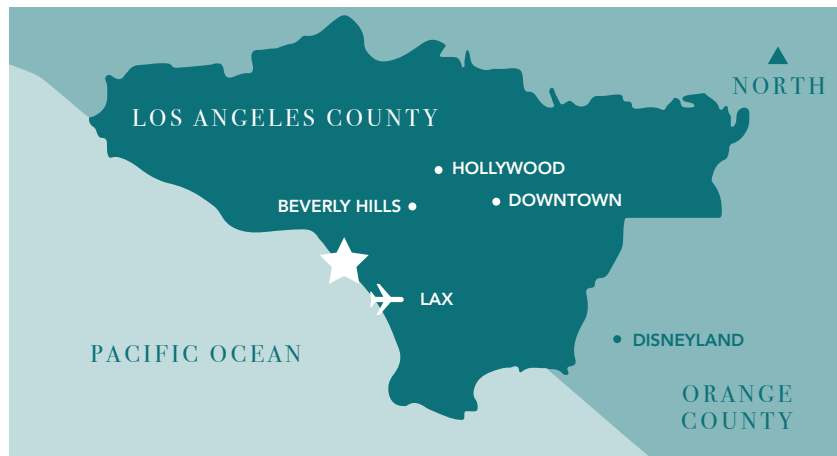 NORTH
LOS ANGELES COUNTY
HOLLYWOOD
DOWNTOWN
BEVERLY HILLS
LAX
DISNEYLAND
PACIFIC OCEAN
ORANGE
COUNTY